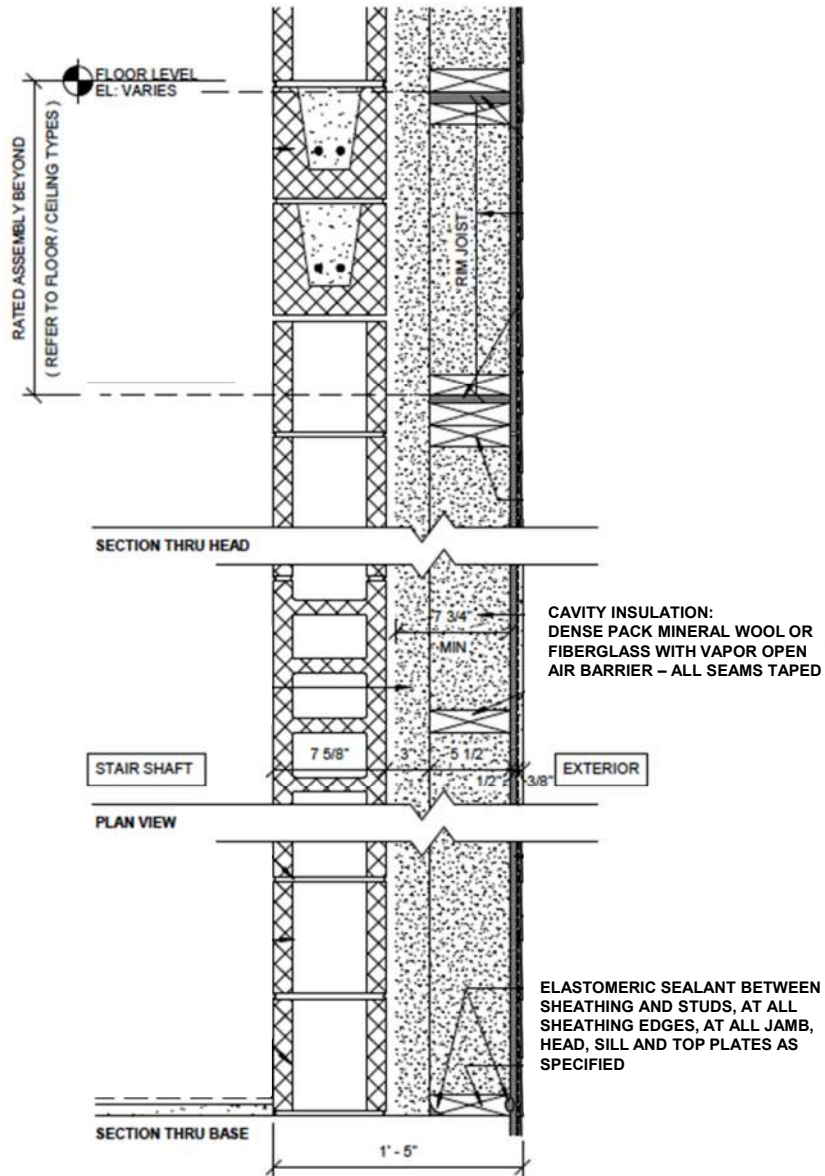 FLOOR LEVEL
EL: VARIES
RATED ASSEMBLY BEYOND
( REFER TO FLOOR / CEILING TYPES )
RIM JOIST
SECTION THRU HEAD
7 3/4"
MIN
CAVITY INSULATION:
DENSE PACK MINERAL WOOL OR
FIBERGLASS WITH VAPOR OPEN
AIR BARRIER – ALL SEAMS TAPED
STAIR SHAFT
7 5/8"
3"
5 1/2"
1/2"
3/8"
EXTERIOR
PLAN VIEW
ELASTOMERIC SEALANT BETWEEN
SHEATHING AND STUDS, AT ALL
SHEATHING EDGES, AT ALL JAMB,
HEAD, SILL AND TOP PLATES AS
SPECIFIED
SECTION THRU BASE
1' - 5"